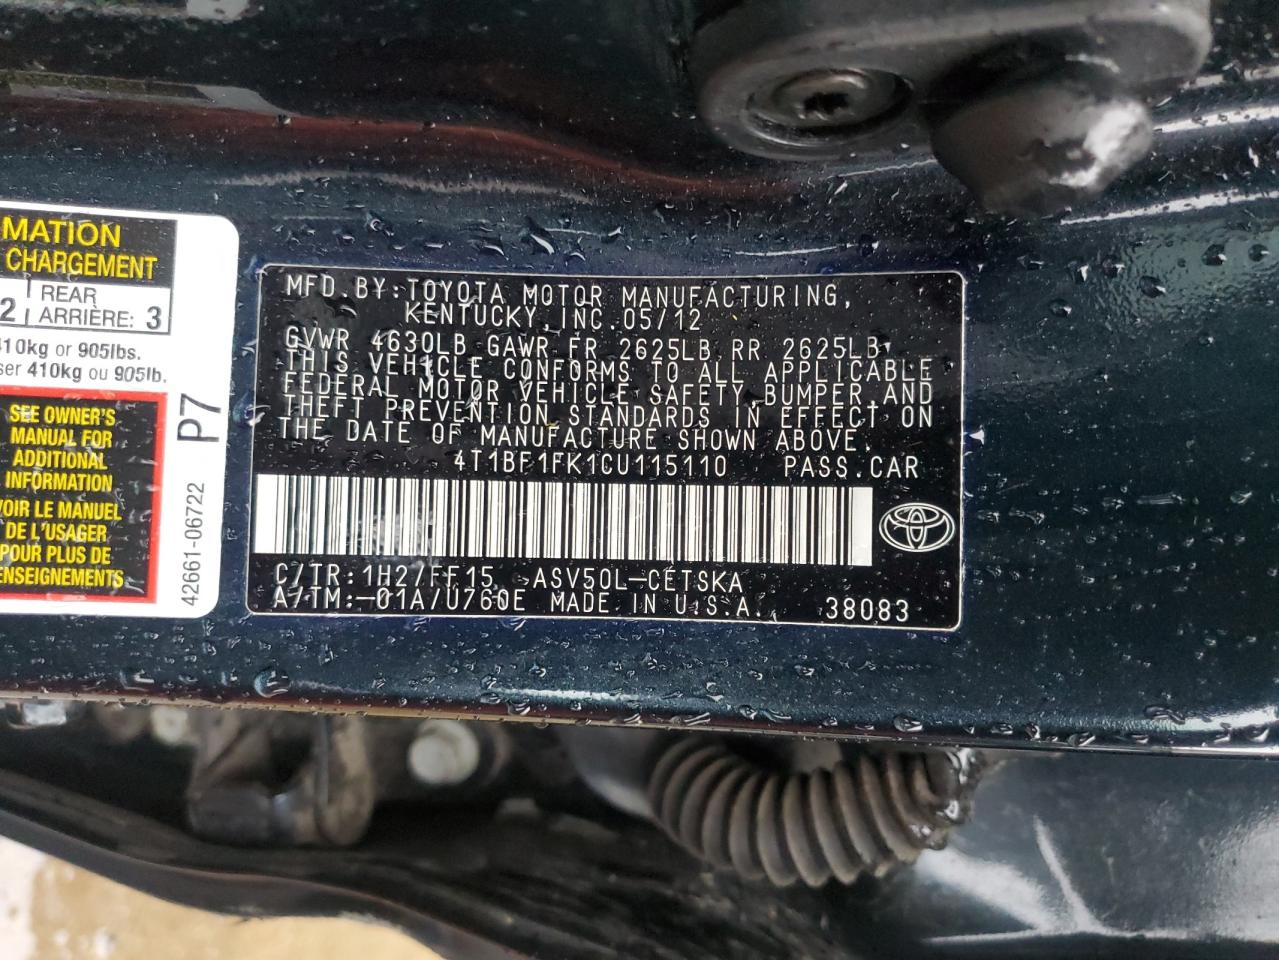 MATION
CHARGEMENT
2 REAR
ARRIÈRE: 3
410kg or 905lbs.
ser 410kg ou 905lb.
SEE OWNER'S
MANUAL FOR
ADDITIONAL
INFORMATION
VOIR LE MANUEL
DE L'USAGER
POUR PLUS DE
ENSEIGNEMENTS
P7
42661-06722
MFD.BY:TOYOTA MOTOR MANUFACTURING,
KENTUCKY,INC.05/12
GVWR 4630LB GAWR FR 2625LB RR 2625LB
THIS VEHICLE CONFORMS TO ALL APPLICABLE
FEDERAL MOTOR VEHICLE SAFETY,BUMPER,AND
THEFT PREVENTION STANDARDS IN EFFECT ON
THE DATE OF MANUFACTURE SHOWN ABOVE.
4T1BF1FK1CU115110 PASS.CAR
C/TR:1H2/FF15 ASV50L-CETSKA
A/TM:-01A/U760E MADE IN U.S.A. 38083